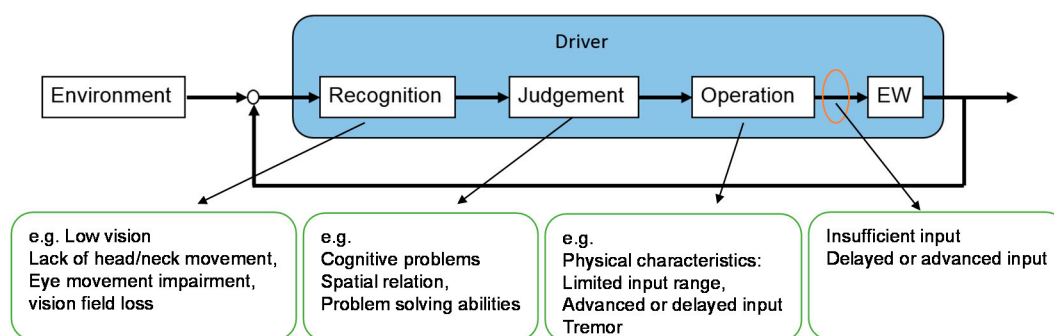 Driver
Environment
Recognition
Judgement
Operation
EW
e.g. Low vision
Lack of head/neck movement,
Eye movement impairment,
vision field loss
e.g.
Cognitive problems
Spatial relation,
Problem solving abilities
e.g.
Physical characteristics:
Limited input range,
Advanced or delayed input
Tremor
Insufficient input
Delayed or advanced input